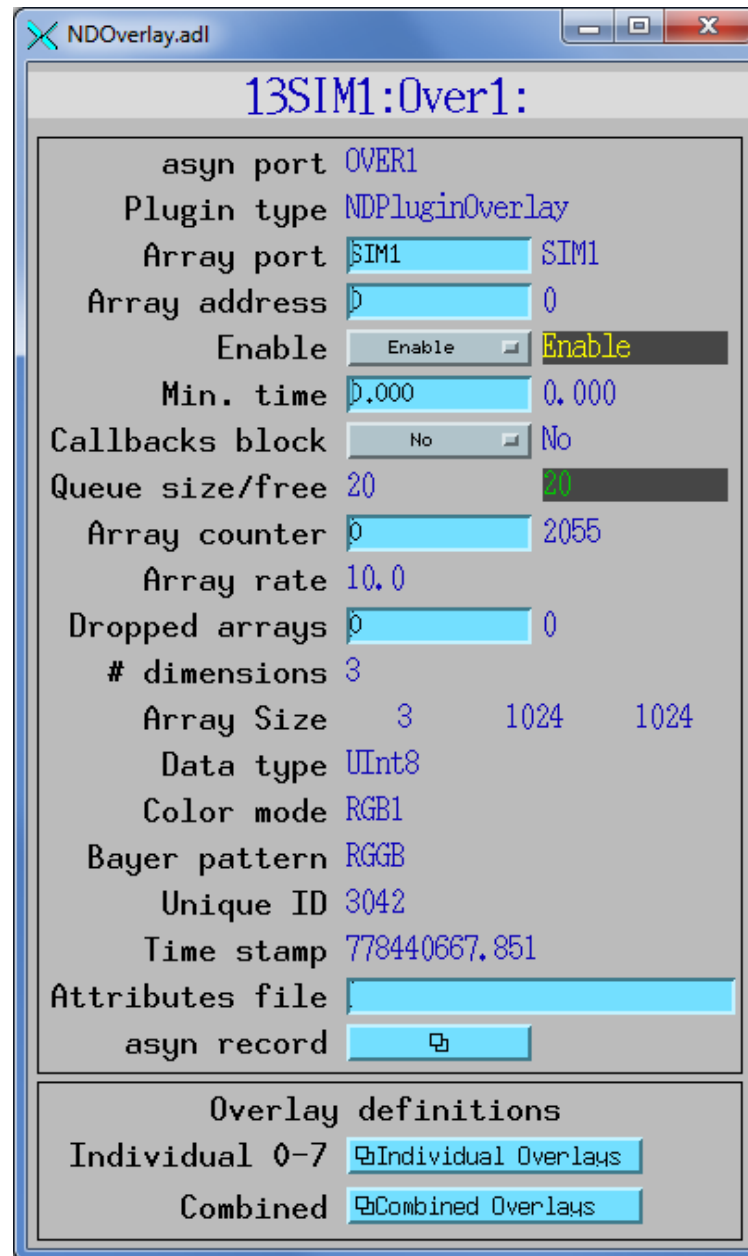 NDOverlay.adl
13SIM1:Over1:
asyn port OVER1
Plugin type NDPluginOverlay
Array port SIM1 SIM1
Array address 0 0
Enable Enable Enable
Min. time 0.000 0.000
Callbacks block No No
Queue size/free 20 20
Array counter 0 2055
Array rate 10.0
Dropped arrays 0 0
# dimensions 3
Array Size 3 1024 1024
Data type UInt8
Color mode RGB1
Bayer pattern RGGB
Unique ID 3042
Time stamp 778440667.851
Attributes file
asyn record
Overlay definitions
Individual 0-7 Individual Overlays
Combined Combined Overlays